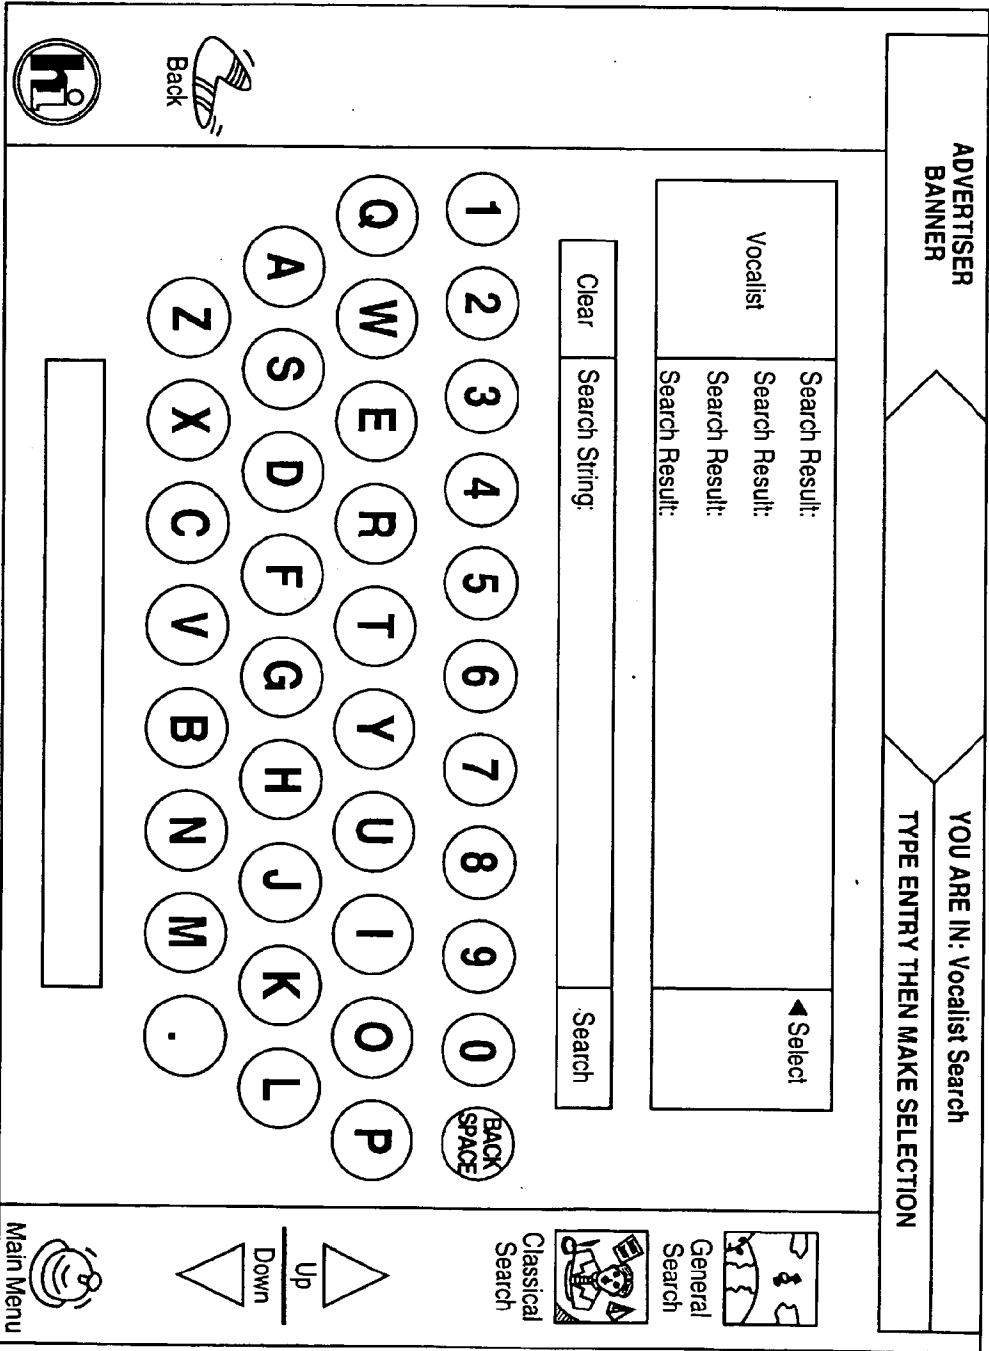 ADVERTISER
BANNER
YOU ARE IN: Vocalist Search
TYPE ENTRY THEN MAKE SELECTION
Vocalist
Search Result:
Search Result:
Search Result:
Search Result:
◀ Select
Clear
Search String:
Search
1 2 3 4 5 6 7 8 9 0 BACK
SPACE
Q W E R T Y U I O P
A S D F G H J K L
Z X C V B N M .
Back
hi
General
Search
Classical
Search
Up
Down
Main Menu